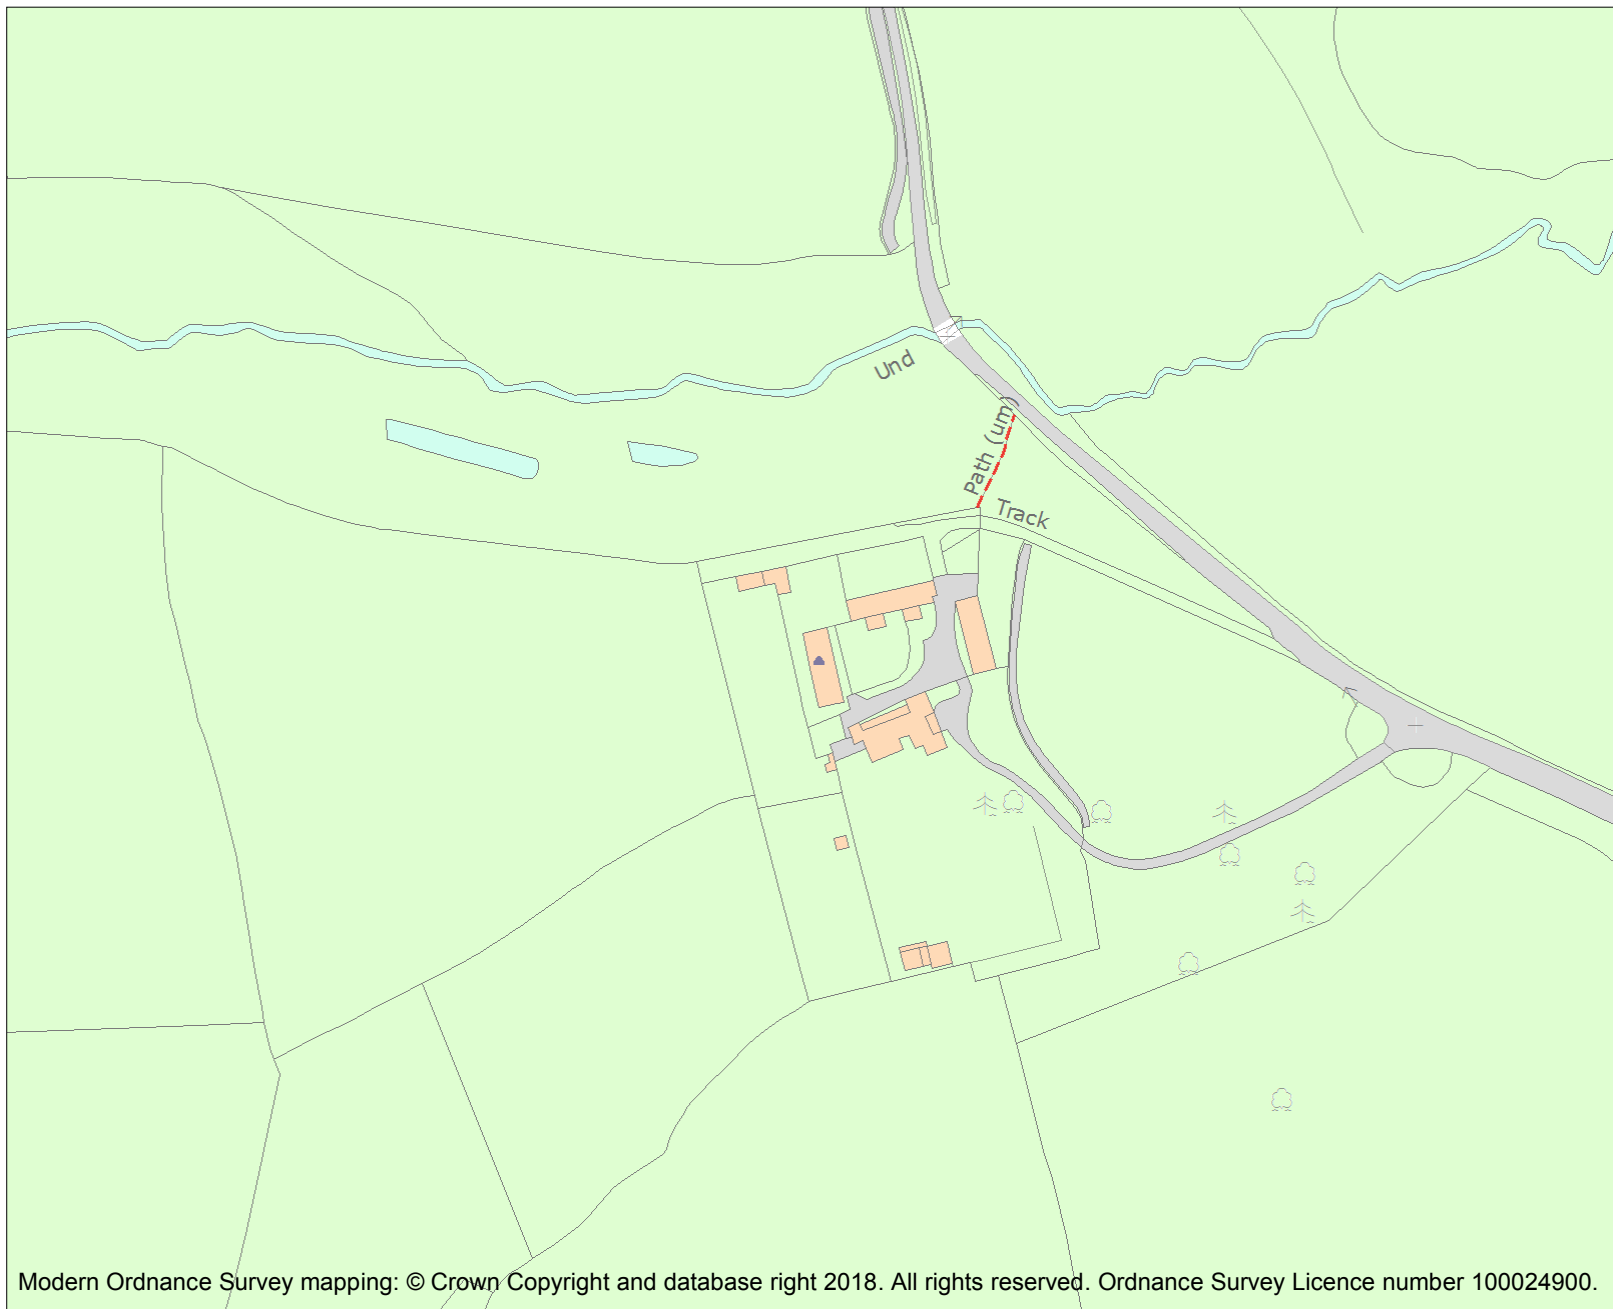 Und
Path (um)
Track
Modern Ordnance Survey mapping: © Crown Copyright and database right 2018. All rights reserved. Ordnance Survey Licence number 100024900.